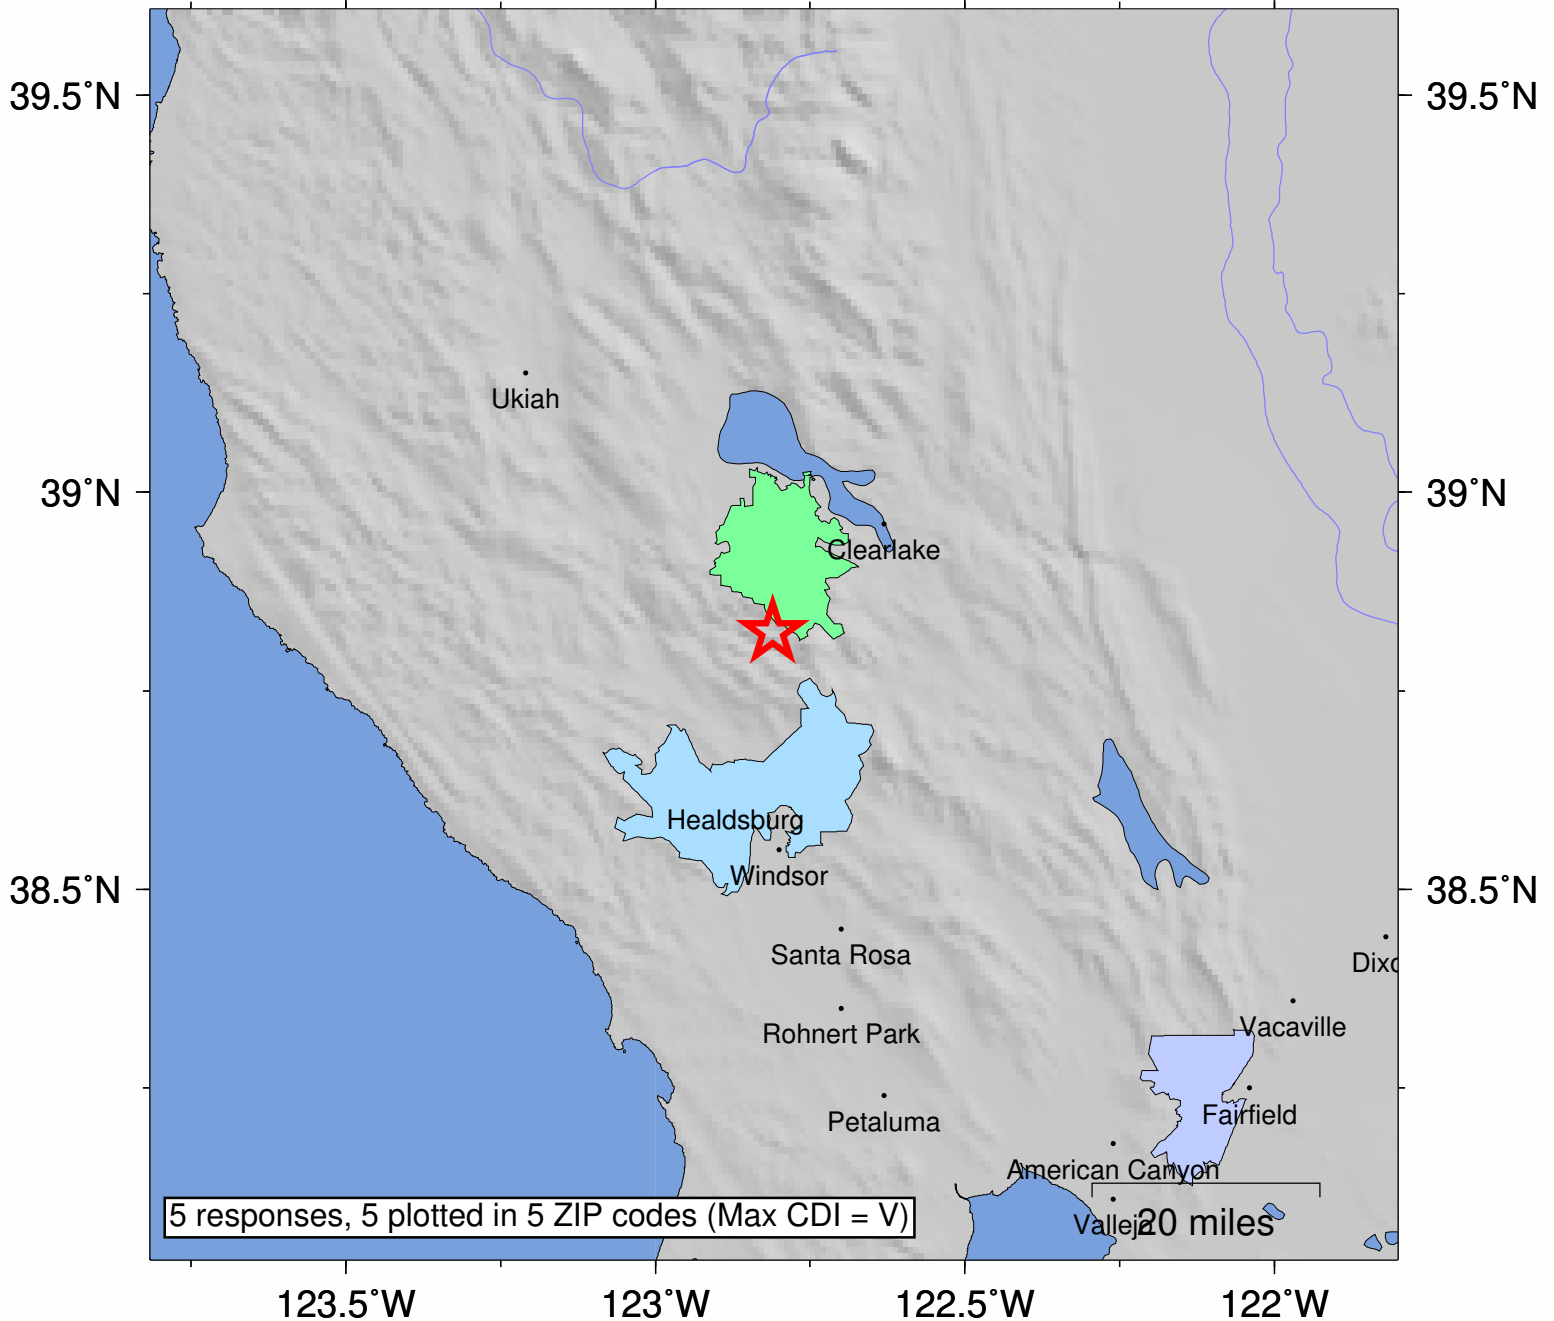 39.5˚N
39.5˚N
Ukiah
39˚N
39˚N
Clearlake
Healdsburg
Windsor
38.5˚N
38.5˚N
Santa Rosa
Dixo
Rohnert Park
Vacaville
Petaluma
Fairfield
American Canyon
5 responses, 5 plotted in 5 ZIP codes (Max CDI = V)
Vallejo
20 miles
123.5˚W
123˚W
122.5˚W
122˚W